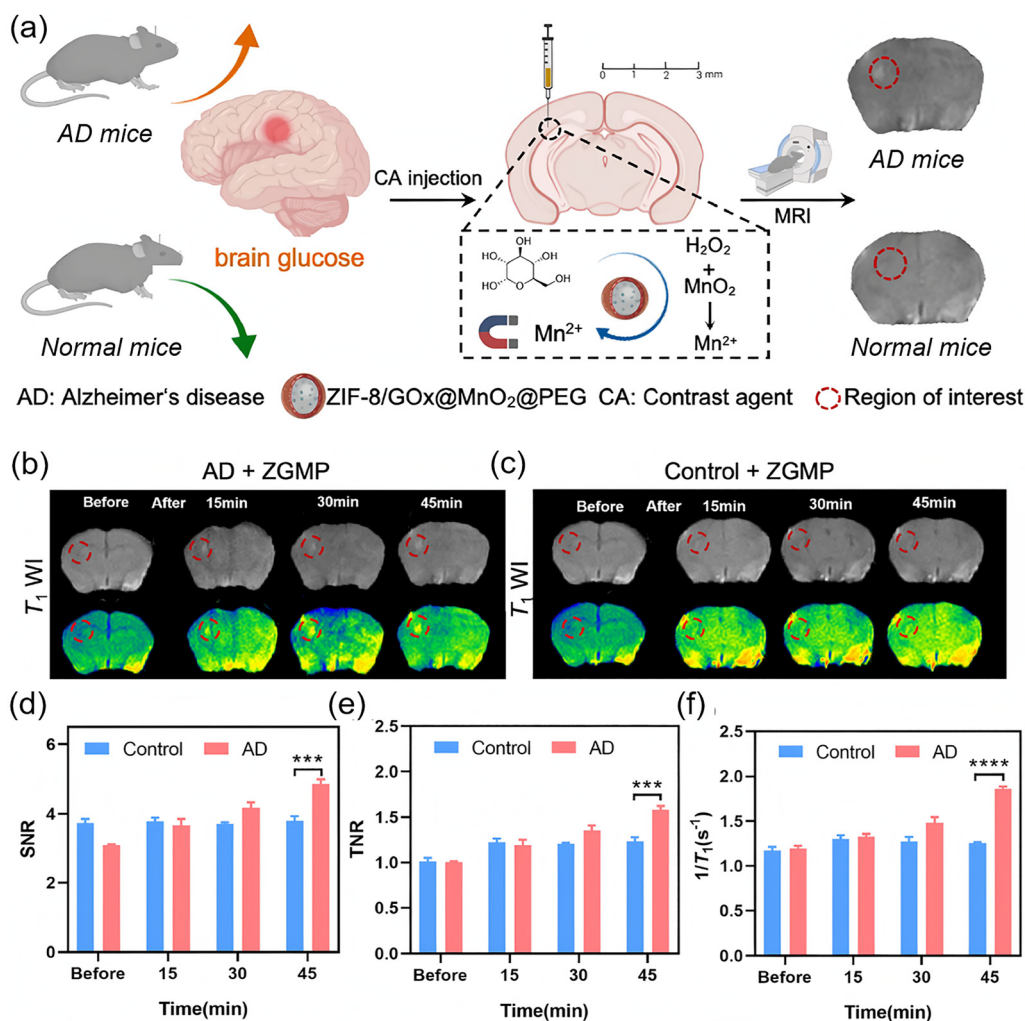 (a)
AD mice
Normal mice
brain glucose
CA injection
0 1 2 3 mm
OH
HO OH
HO O OH
H₂O₂
+
MnO₂
Mn²⁺
Mn²⁺
MRI
AD mice
Normal mice
AD: Alzheimer‘s disease ZIF-8/GOx@MnO₂@PEG CA: Contrast agent Region of interest
(b) AD + ZGMP
Before After 15min 30min 45min
T₁ WI
(c) Control + ZGMP
Before After 15min 30min 45min
T₁ WI
(d)
Control AD
***
SNR
6
4
2
0
Before 15 30 45
Time(min)
(e)
Control AD
***
TNR
2.5
2.0
1.5
1.0
0.5
0.0
Before 15 30 45
Time(min)
(f)
Control AD
****
1/T₁(s⁻¹)
2.5
2.0
1.5
1.0
0.5
0.0
Before 15 30 45
Time(min)